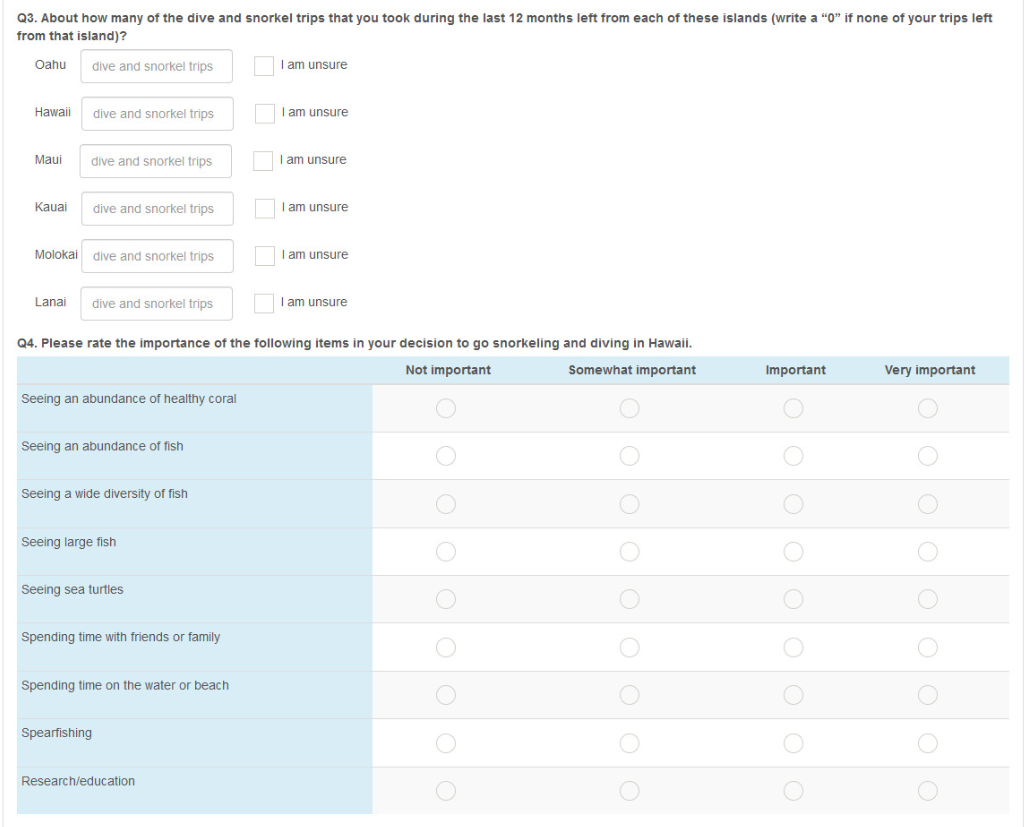 Q3. About how many of the dive and snorkel trips that you took during the last 12 months left from each of these islands (write a “0” if none of your trips left
from that island)?
Oahu dive and snorkel trips I am unsure
Hawaii dive and snorkel trips I am unsure
Maui dive and snorkel trips I am unsure
Kauai dive and snorkel trips I am unsure
Molokai dive and snorkel trips I am unsure
Lanai dive and snorkel trips I am unsure
Q4. Please rate the importance of the following items in your decision to go snorkeling and diving in Hawaii.
Not important Somewhat important Important Very important
Seeing an abundance of healthy coral
Seeing an abundance of fish
Seeing a wide diversity of fish
Seeing large fish
Seeing sea turtles
Spending time with friends or family
Spending time on the water or beach
Spearfishing
Research/education